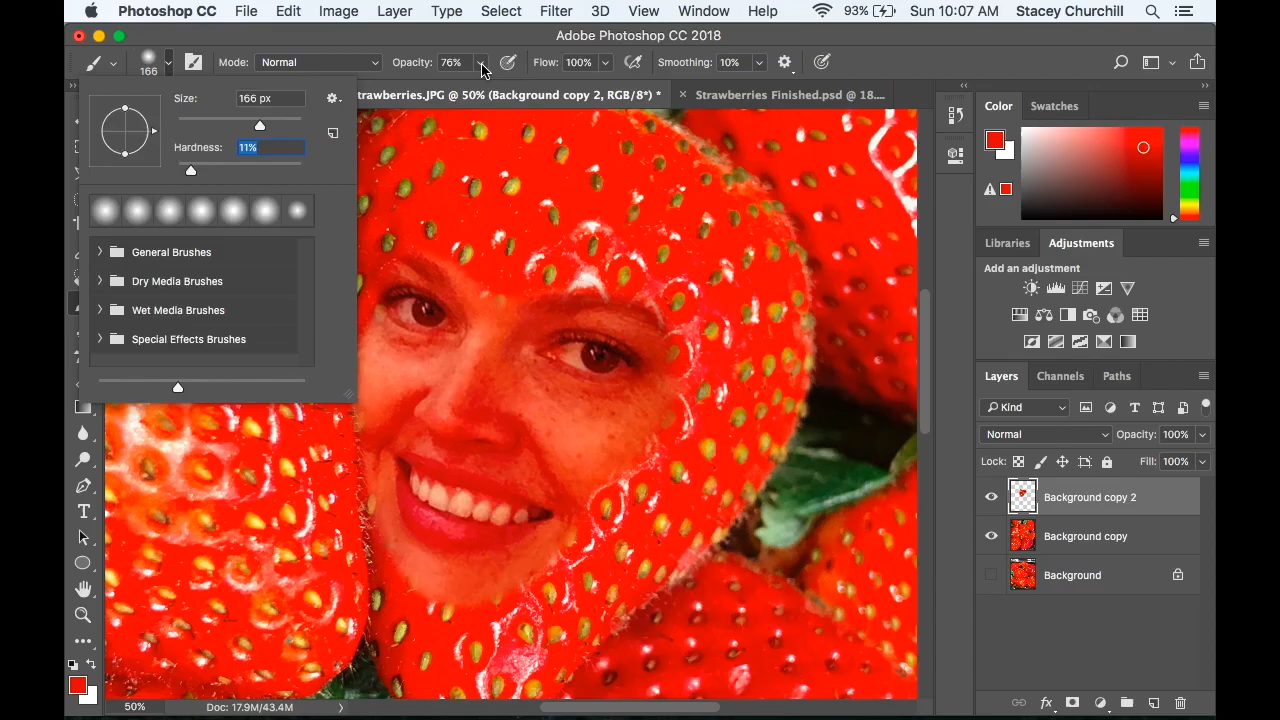 Photoshop CC File Edit Image Layer Type Select Filter 3D View Window Help 93% Sun 10:07 AM Stacey Churchill
Adobe Photoshop CC 2018
166 Mode: Normal Opacity: 76% Flow: 100% Smoothing: 10%
trawberries.JPG @ 50% (Background copy 2, RGB/8*) * × Strawberries Finished.psd @ 18....
Size: 166 px
Hardness: 11%
General Brushes
Dry Media Brushes
Wet Media Brushes
Special Effects Brushes
Color Swatches
Libraries Adjustments
Add an adjustment
Layers Channels Paths
Kind
Normal Opacity: 100%
Lock: Fill: 100%
Background copy 2
Background copy
Background
50% Doc: 17.9M/43.4M
fx